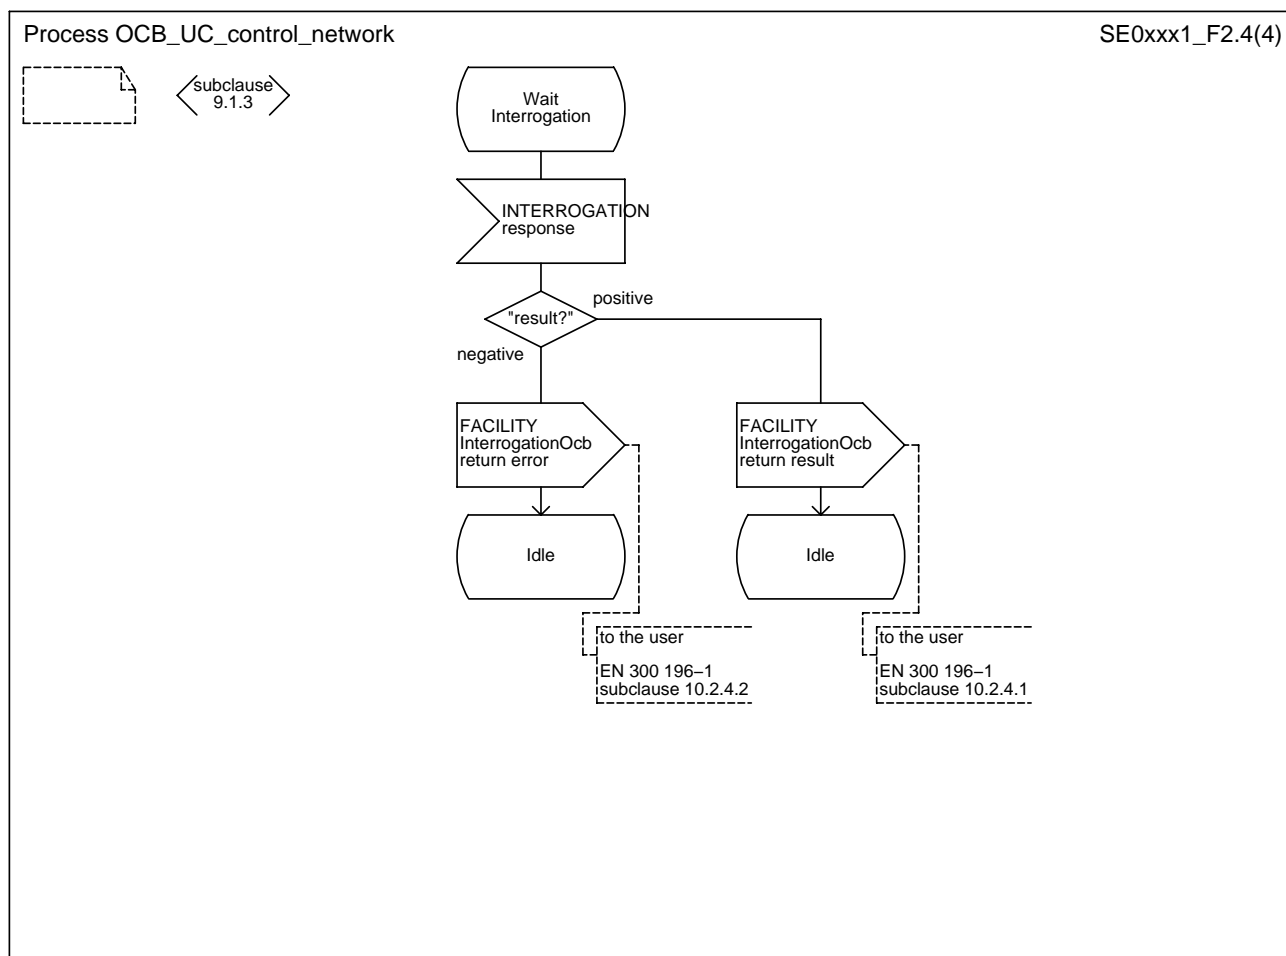 Process OCB_UC_control_network
SE0xxx1_F2.4(4)
subclause
9.1.3
Wait
Interrogation
INTERROGATION
response
positive
"result?"
negative
FACILITY
InterrogationOcb
return error
FACILITY
InterrogationOcb
return result
Idle
Idle
to the user
EN 300 196–1
subclause 10.2.4.2
to the user
EN 300 196–1
subclause 10.2.4.1